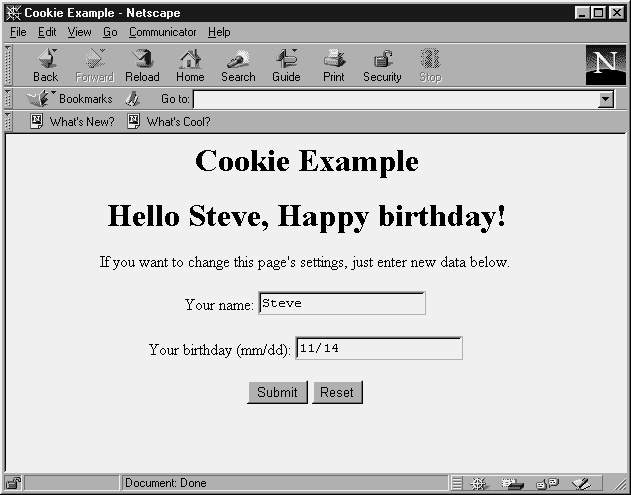 Cookie Example - Netscape
File Edit View Go Communicator Help
Back Forward Reload Home Search Guide Print Security Stop
N
Bookmarks Go to:
What's New? What's Cool?
Cookie Example
Hello Steve, Happy birthday!
If you want to change this page's settings, just enter new data below.
Your name: Steve
Your birthday (mm/dd): 11/14
Submit Reset
Document: Done